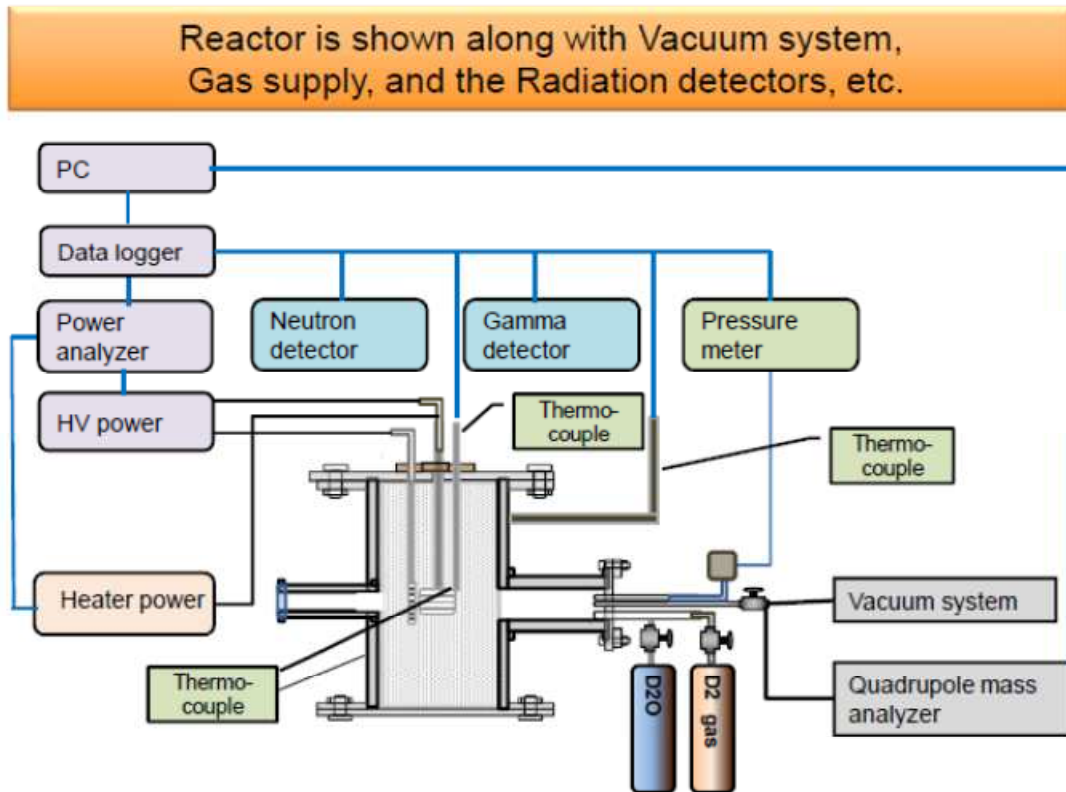 Reactor is shown along with Vacuum system,
Gas supply, and the Radiation detectors, etc.
PC
Data logger
Power
analyzer
Neutron
detector
Gamma
detector
Pressure
meter
HV power
Thermo-
couple
Thermo-
couple
Heater power
Vacuum system
Thermo-
couple
D2O
D2 gas
Quadrupole mass
analyzer